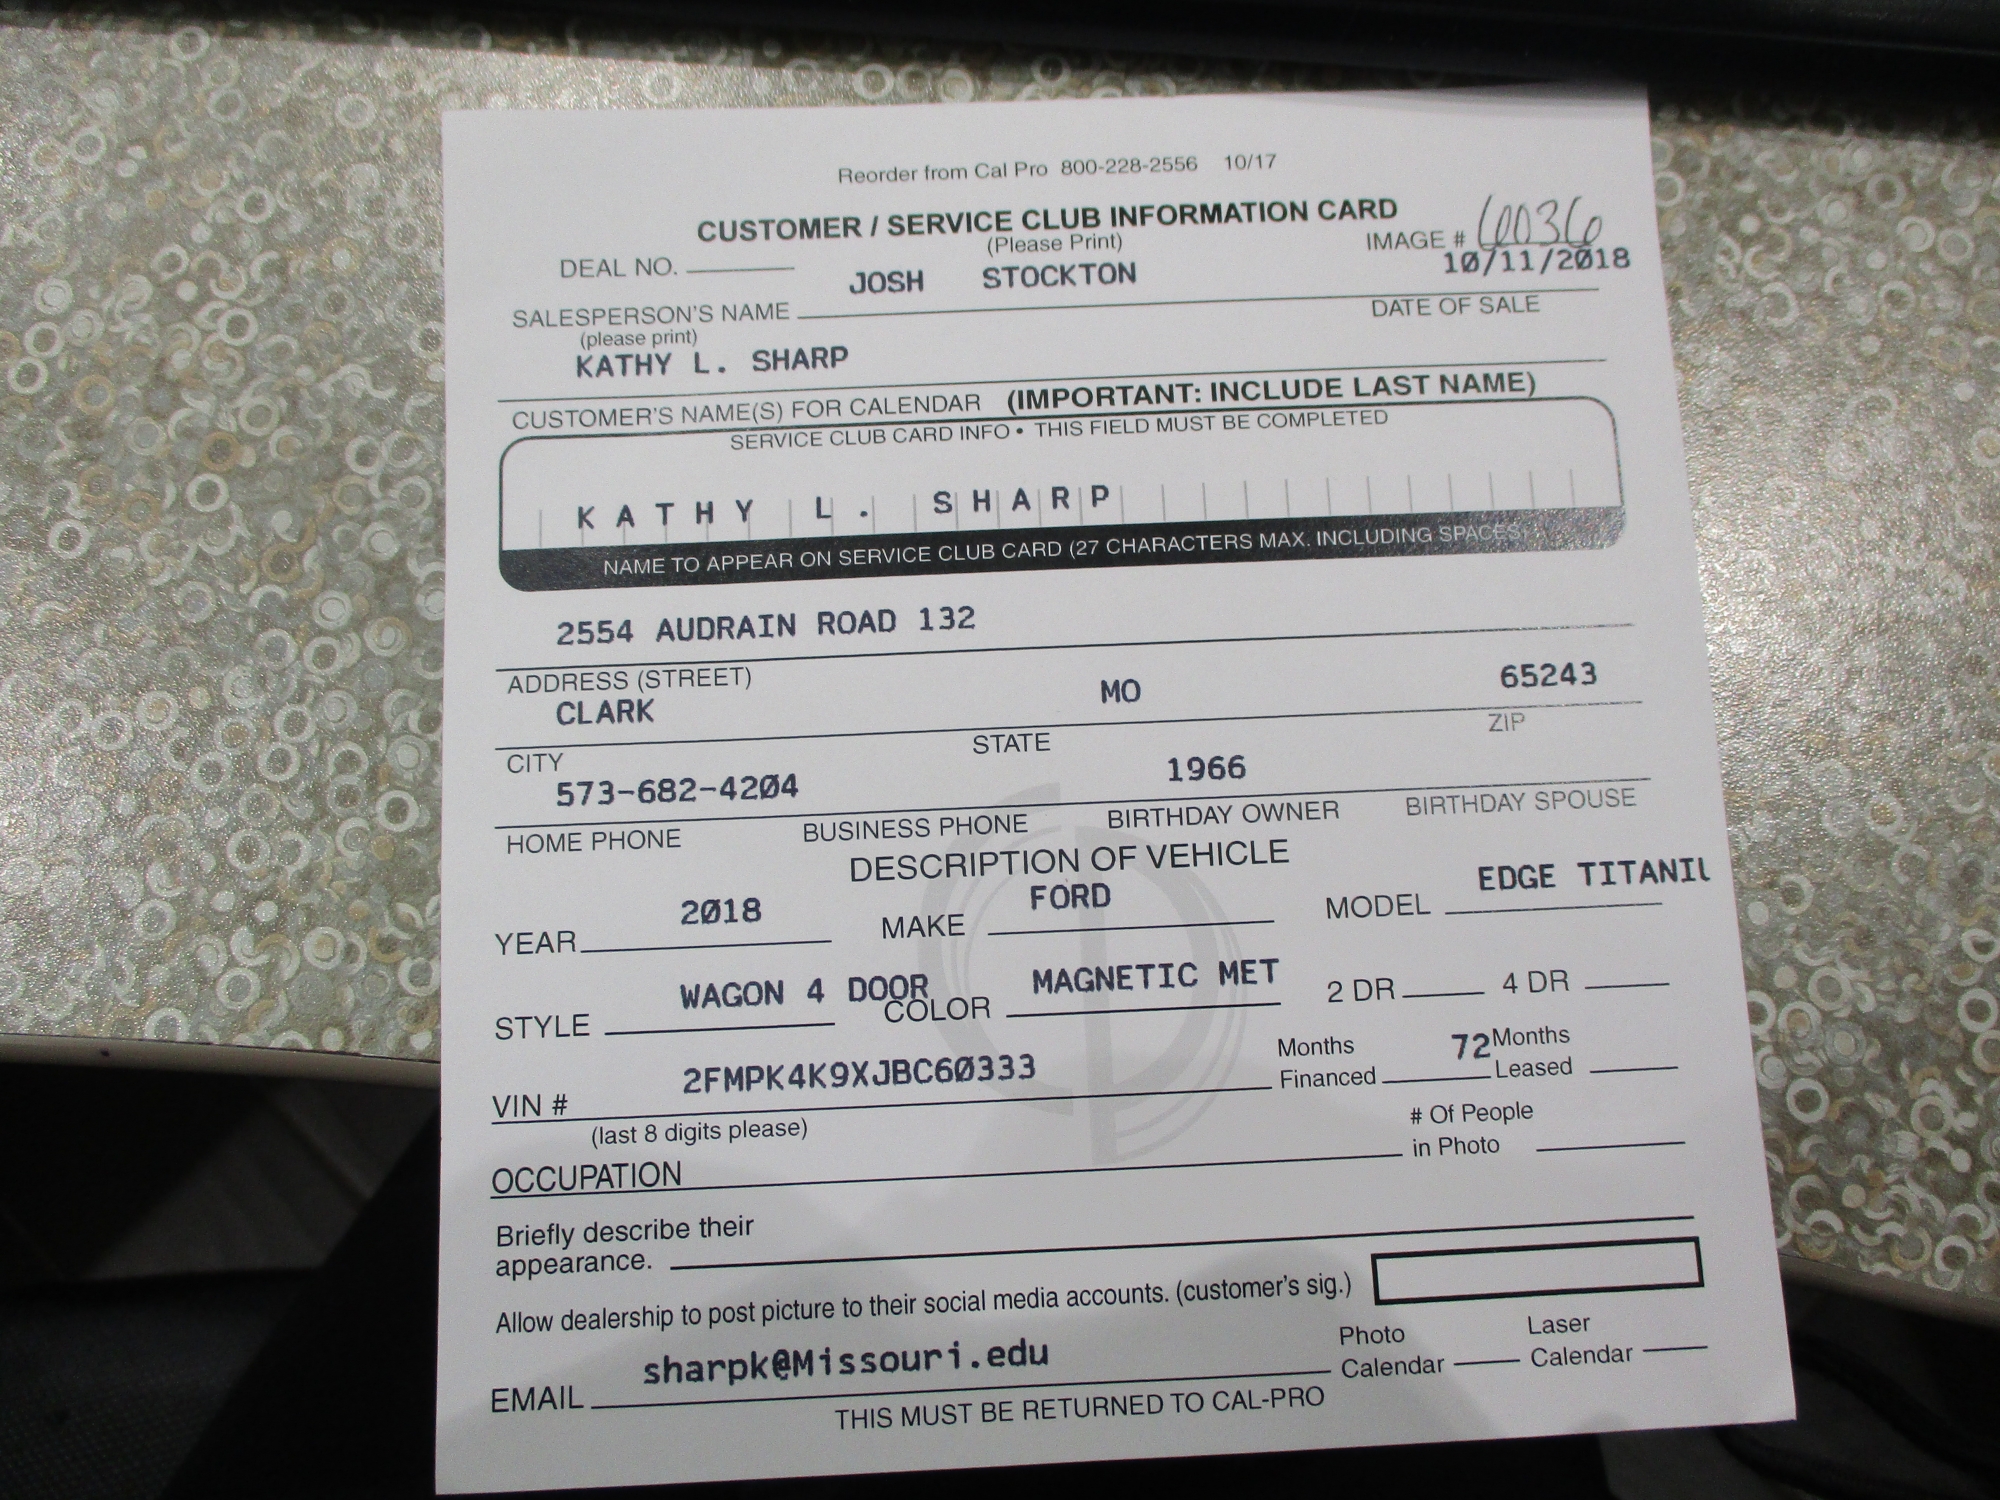 Reorder from Cal Pro 800-228-2556 10/17
CUSTOMER / SERVICE CLUB INFORMATION CARD
(Please Print)
IMAGE # 60036
DEAL NO.
JOSH STOCKTON 10/11/2018
SALESPERSON'S NAME DATE OF SALE
(please print)
KATHY L. SHARP
CUSTOMER'S NAME(S) FOR CALENDAR (IMPORTANT: INCLUDE LAST NAME)
SERVICE CLUB CARD INFO • THIS FIELD MUST BE COMPLETED
KATHY L. SHARP
NAME TO APPEAR ON SERVICE CLUB CARD (27 CHARACTERS MAX. INCLUDING SPACES)
2554 AUDRAIN ROAD 132
ADDRESS (STREET)
CLARK MO 65243
CITY STATE ZIP
573-682-4204 1966
HOME PHONE BUSINESS PHONE BIRTHDAY OWNER BIRTHDAY SPOUSE
DESCRIPTION OF VEHICLE
YEAR 2018 MAKE FORD MODEL EDGE TITANIU
STYLE WAGON 4 DOOR COLOR MAGNETIC MET 2 DR 4 DR
VIN # 2FMPK4K9XJBC60333 Months Financed 72 Months Leased
(last 8 digits please)
# Of People in Photo
OCCUPATION
Briefly describe their
appearance.
Allow dealership to post picture to their social media accounts. (customer's sig.)
EMAIL sharpk@Missouri.edu Photo Calendar Laser Calendar
THIS MUST BE RETURNED TO CAL-PRO